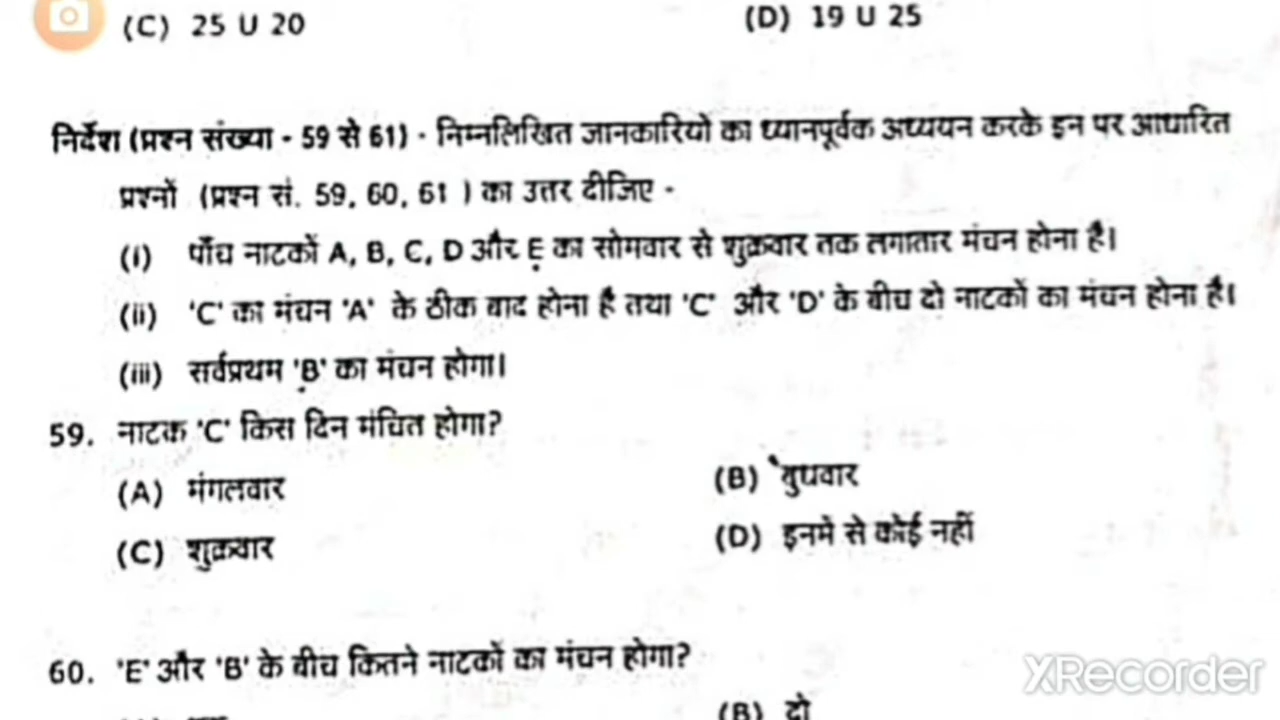 (C) 25 U 20
(D) 19 U 25
निर्देश (प्रश्न संख्या - 59 से 61) - निम्नलिखित जानकारियो का ध्यानपूर्वक अध्ययन करके इन पर आधारित
प्रश्नों (प्रश्न सं. 59, 60, 61 ) का उत्तर दीजिए -
(i) पाँच नाटकों A, B, C, D और E का सोमवार से शुक्रवार तक लगातार मंचन होना है।
(ii) 'C' का मंचन 'A' के ठीक बाद होना है तथा 'C' और 'D' के बीच दो नाटकों का मंचन होना है।
(iii) सर्वप्रथम 'B' का मंचन होगा।
59. नाटक 'C' किस दिन मंचित होगा?
(A) मंगलवार
(B) बुधवार
(C) शुक्रवार
(D) इनमे से कोई नहीं
60. 'E' और 'B' के बीच कितने नाटकों का मंचन होगा?
(B) दो
XRecorder